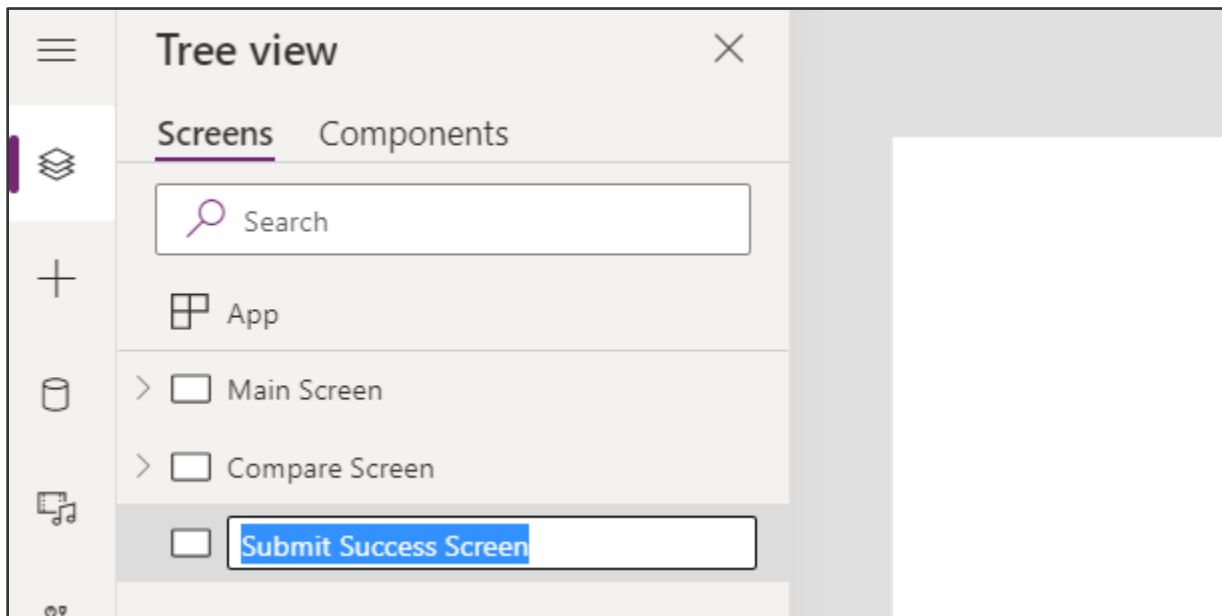 Tree view
Screens Components
Search
App
Main Screen
Compare Screen
Submit Success Screen